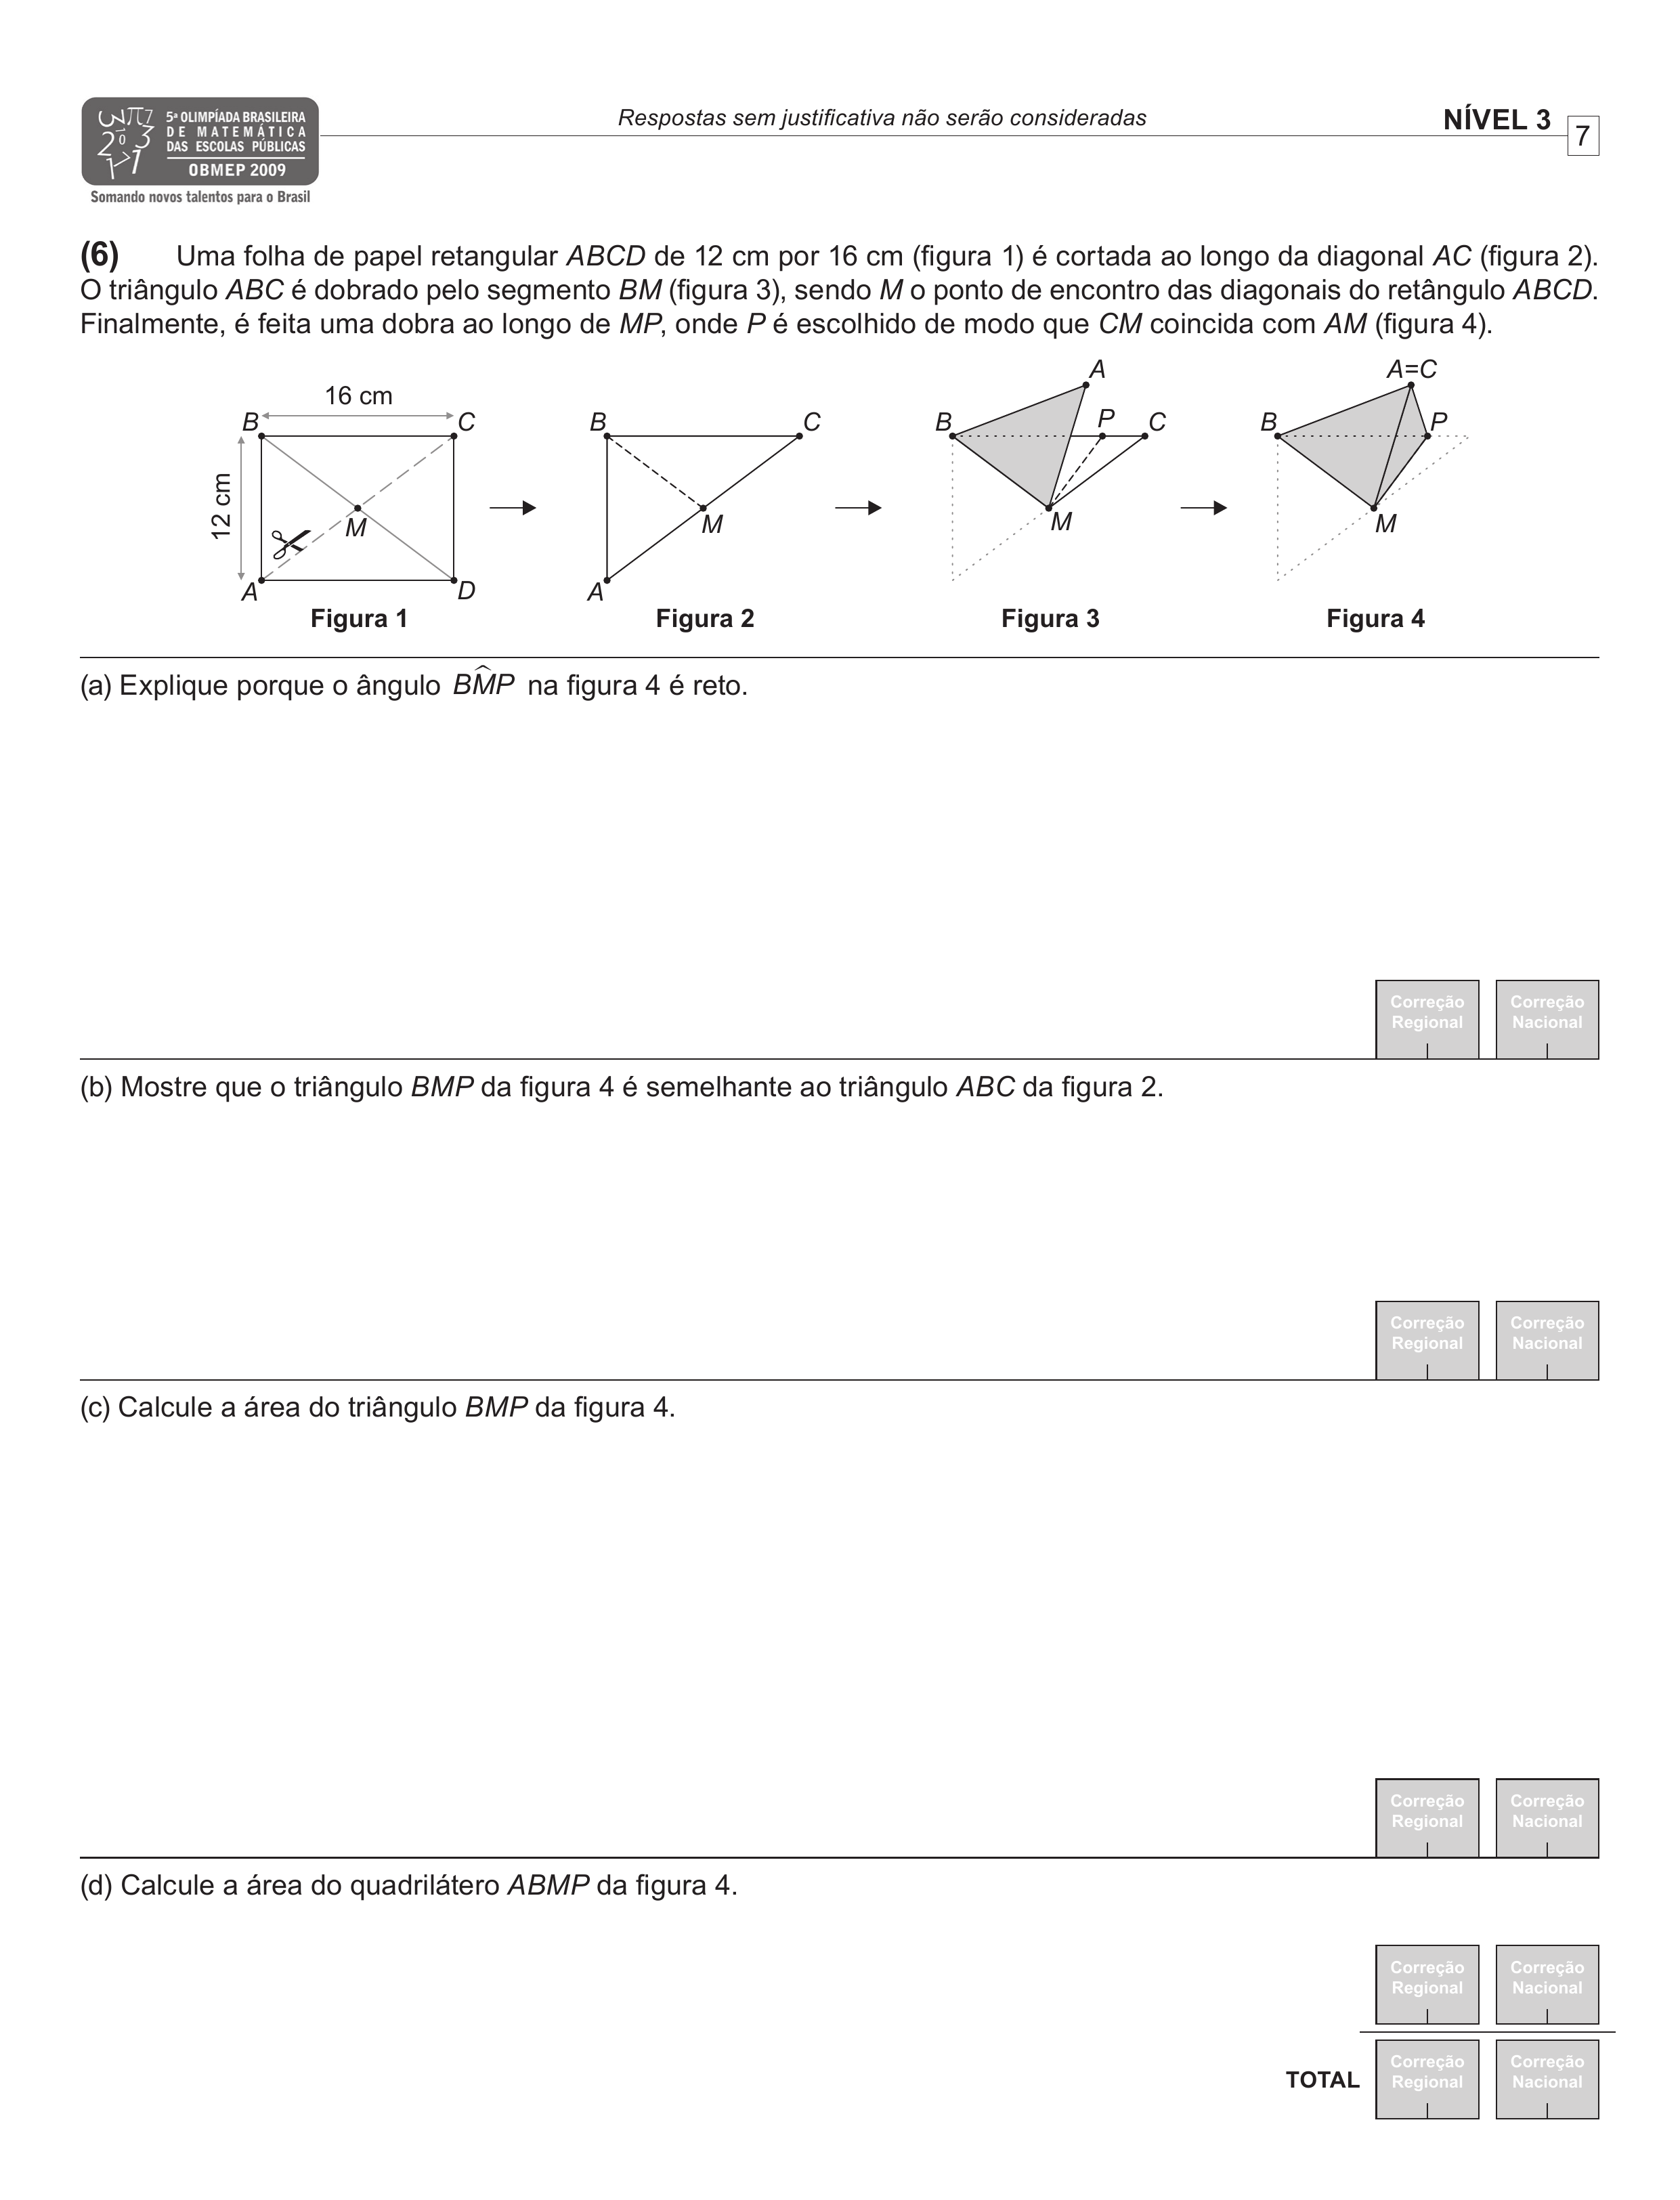 5ª OLIMPÍADA BRASILEIRA
DE MATEMÁTICA
DAS ESCOLAS PÚBLICAS
OBMEP 2009
Somando novos talentos para o Brasil
Respostas sem justificativa não serão consideradas
NÍVEL 3
7
(6) Uma folha de papel retangular ABCD de 12 cm por 16 cm (figura 1) é cortada ao longo da diagonal AC (figura 2).
O triângulo ABC é dobrado pelo segmento BM (figura 3), sendo M o ponto de encontro das diagonais do retângulo ABCD.
Finalmente, é feita uma dobra ao longo de MP, onde P é escolhido de modo que CM coincida com AM (figura 4).
16 cm
B C
12 cm
M
A D
Figura 1
B C
M
A
Figura 2
A
B P C
M
Figura 3
A=C
B P
M
Figura 4
(a) Explique porque o ângulo BM̂P na figura 4 é reto.
Correção Regional
Correção Nacional
(b) Mostre que o triângulo BMP da figura 4 é semelhante ao triângulo ABC da figura 2.
Correção Regional
Correção Nacional
(c) Calcule a área do triângulo BMP da figura 4.
Correção Regional
Correção Nacional
(d) Calcule a área do quadrilátero ABMP da figura 4.
Correção Regional
Correção Nacional
TOTAL
Correção Regional
Correção Nacional